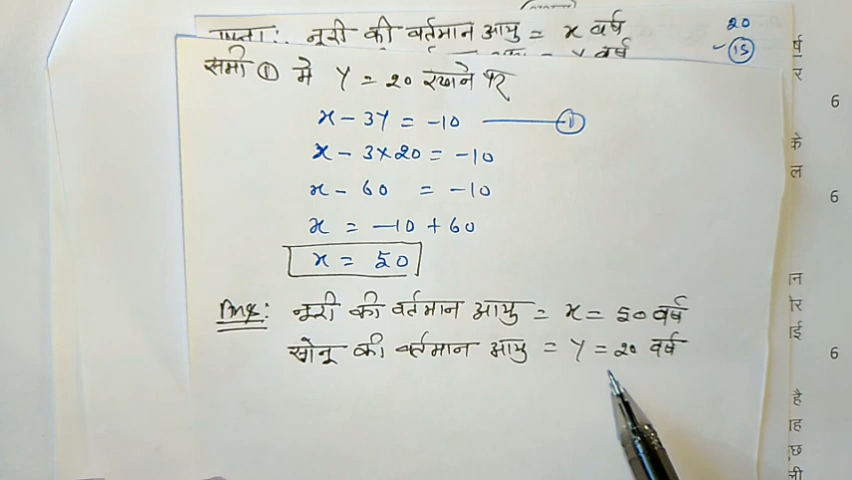 नूरी की वर्तमान आयु = x वर्ष
20
15
समी ① में y = 20 रखने पर
x - 3y = -10 ——— ①
x - 3×20 = -10
x - 60 = -10
x = -10 + 60
x = 50
Ans: नूरी की वर्तमान आयु = x = 50 वर्ष
सोनू की वर्तमान आयु = y = 20 वर्ष
र्ष
र
6
के
ल
6
ान
ोर
ाई
6
है
ाह
छ
ली